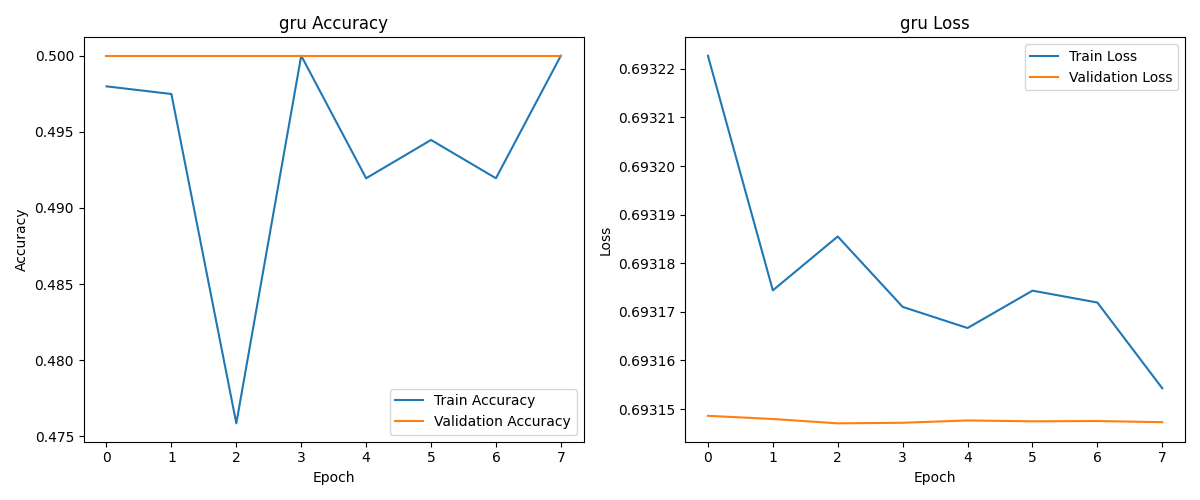 gru Accuracy
0.500
0.495
0.490
0.485
0.480
0.475
Accuracy
0 1 2 3 4 5 6 7
Epoch
Train Accuracy
Validation Accuracy
gru Loss
0.69322
0.69321
0.69320
0.69319
0.69318
0.69317
0.69316
0.69315
Loss
0 1 2 3 4 5 6 7
Epoch
Train Loss
Validation Loss